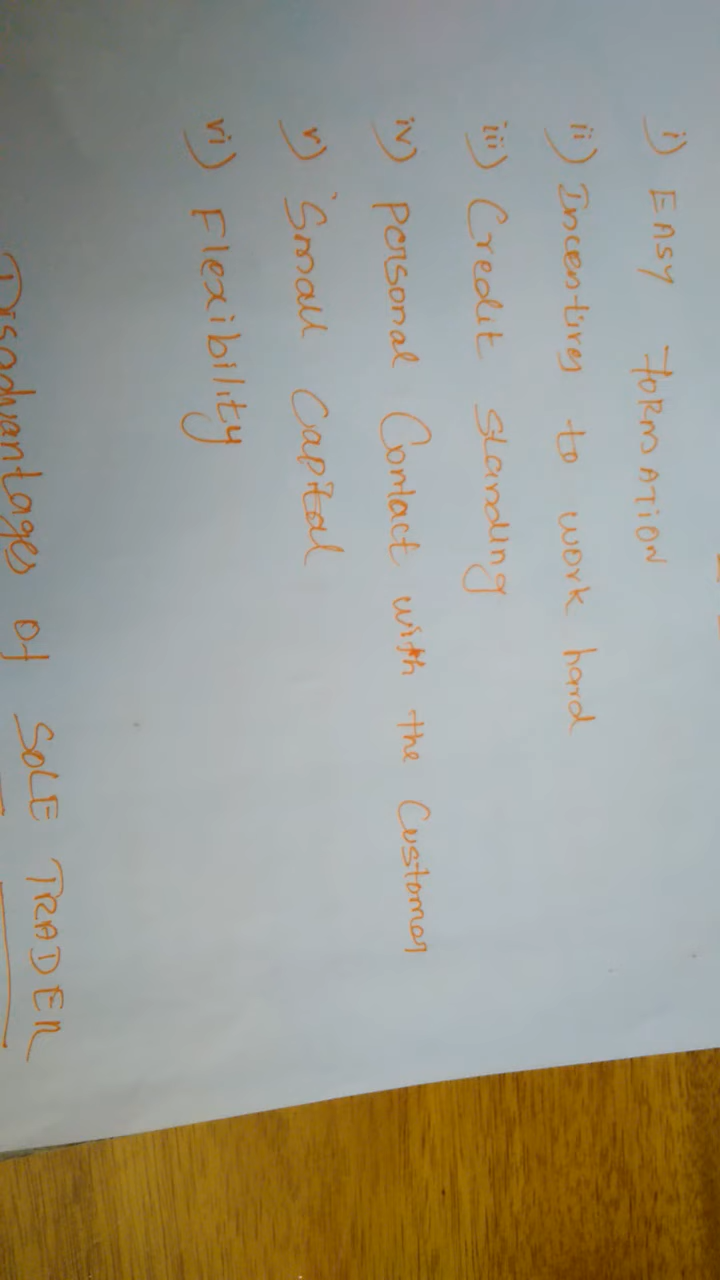 i) EASY FORMATION
ii) Incentives to work hard
iii) Credit standing
iv) personal Contact with the Customer
v) Small Capital
vi) Flexibility
Disadvantages of SOLE TRADER